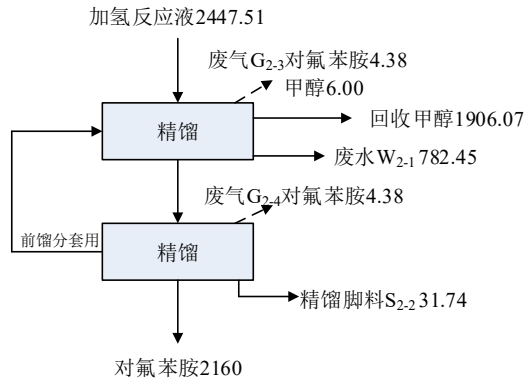 加氢反应液2447.51
废气G2-3对氟苯胺4.38
甲醇6.00
精馏
回收甲醇1906.07
废水W2-1 782.45
废气G2-4对氟苯胺4.38
前馏分套用
精馏
精馏脚料S2-2 31.74
对氟苯胺2160